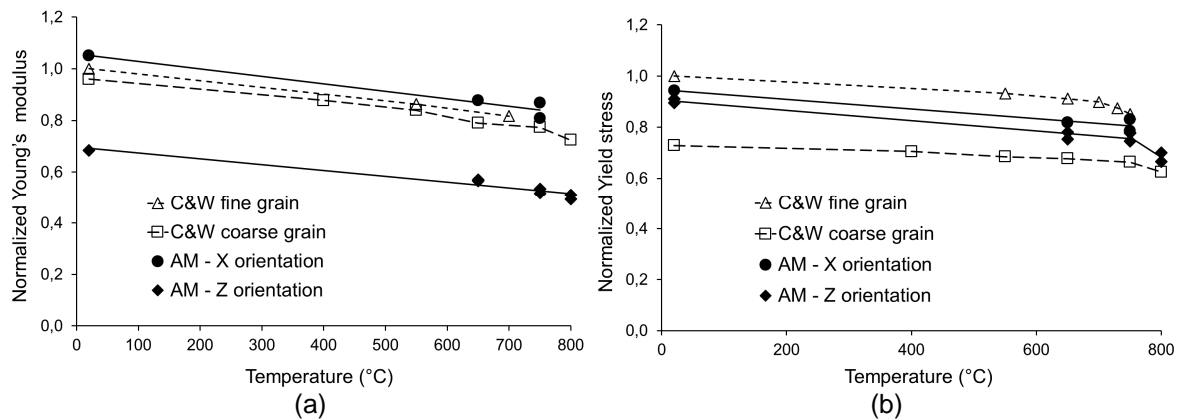 Normalized Young's modulus
1,2
1,0
0,8
0,6
0,4
0,2
0,0
0 100 200 300 400 500 600 700 800
Temperature (°C)
C&W fine grain
C&W coarse grain
AM - X orientation
AM - Z orientation
(a)
Normalized Yield stress
1,2
1,0
0,8
0,6
0,4
0,2
0,0
0 200 400 600 800
Temperature (°C)
C&W fine grain
C&W coarse grain
AM - X orientation
AM - Z orientation
(b)